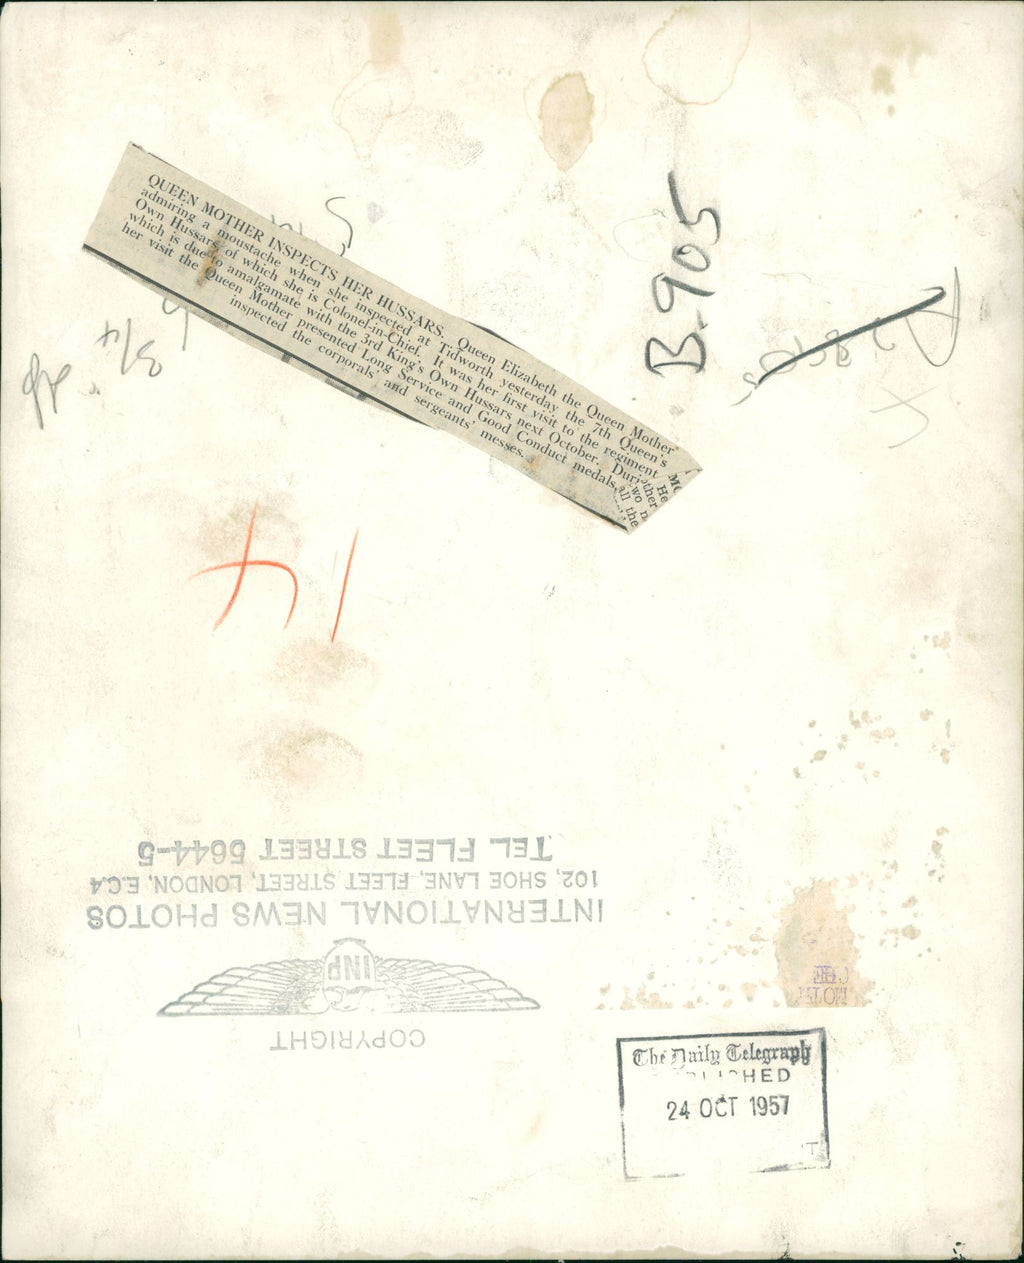 QUEEN MOTHER INSPECTS HER HUSSARS. Queen Elizabeth the Queen Mother
admiring a moustache when she inspected at Tidworth yesterday the 7th Queen's
Own Hussars of which she is Colonel-in-Chief. It was her first visit to the regiment
which is due to amalgamate with the 3rd King's Own Hussars next October. During
her visit the Queen Mother presented Long Service and Good Conduct medals,
inspected the corporals' and sergeants' messes.
B.905
14
COPYRIGHT
INP
INTERNATIONAL NEWS PHOTOS
102, SHOE LANE, FLEET STREET, LONDON, E.C.4
TEL FLEET STREET 5644-5
The Daily Telegraph
24 OCT 1957